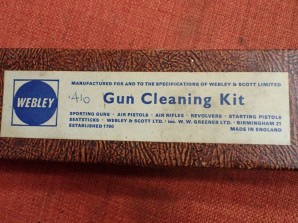 WEBLEY
MANUFACTURED FOR AND TO THE SPECIFICATIONS OF WEBLEY & SCOTT LIMITED
.410 Gun Cleaning Kit
SPORTING GUNS · AIR PISTOLS · AIR RIFLES · REVOLVERS · STARTING PISTOLS
SEATSTICKS · WEBLEY & SCOTT LTD · inc. W. W. GREENER LTD. · BIRMINGHAM 21
ESTABLISHED 1790 MADE IN ENGLAND